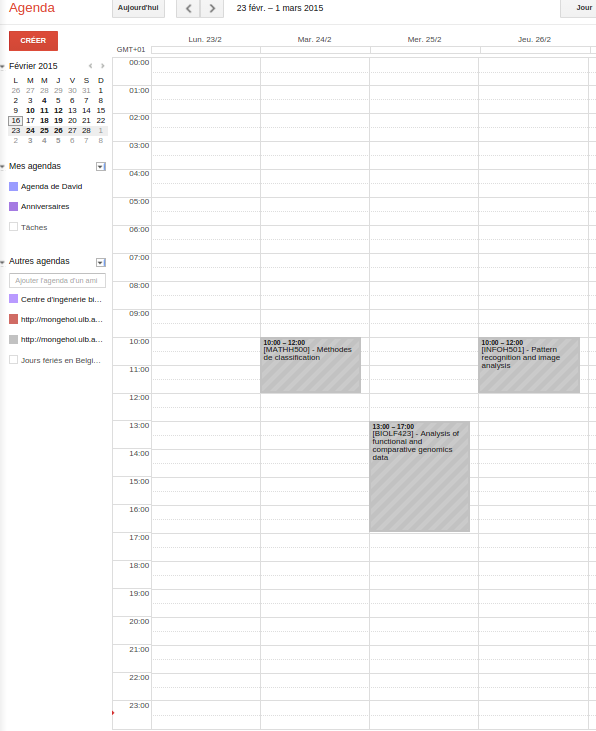 Agenda
Aujourd'hui
23 févr. – 1 mars 2015
Jour
CRÉER
Lun. 23/2
Mar. 24/2
Mer. 25/2
Jeu. 26/2
GMT+01
Février 2015
L M M J V S D
26 27 28 29 30 31 1
2 3 4 5 6 7 8
9 10 11 12 13 14 15
16 17 18 19 20 21 22
23 24 25 26 27 28 1
2 3 4 5 6 7 8
Mes agendas
Agenda de David
Anniversaires
Tâches
Autres agendas
Ajouter l'agenda d'un ami
Centre d'ingénérie bi...
http://mongehol.ulb.a...
http://mongehol.ulb.a...
Jours fériés en Belgi...
00:00
01:00
02:00
03:00
04:00
05:00
06:00
07:00
08:00
09:00
10:00
11:00
12:00
13:00
14:00
15:00
16:00
17:00
18:00
19:00
20:00
21:00
22:00
23:00
10:00 – 12:00
[MATHH500] - Méthodes
de classification
13:00 – 17:00
[BIOLF423] - Analysis of
functional and
comparative genomics
data
10:00 – 12:00
[INFOH501] - Pattern
recognition and image
analysis